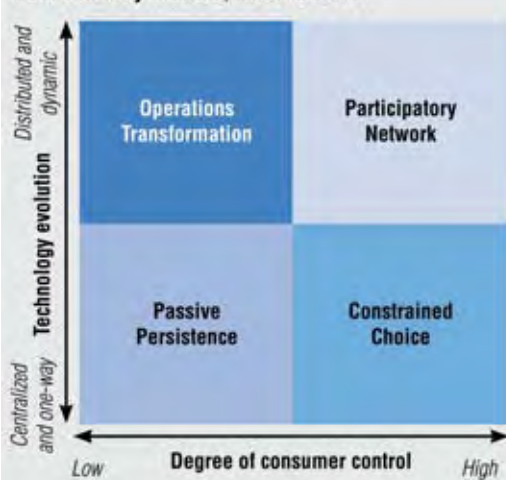 Distributed and
dynamic
Operations
Transformation
Participatory
Network
Technology evolution
Passive
Persistence
Constrained
Choice
Centralized
and one-way
Low
Degree of consumer control
High